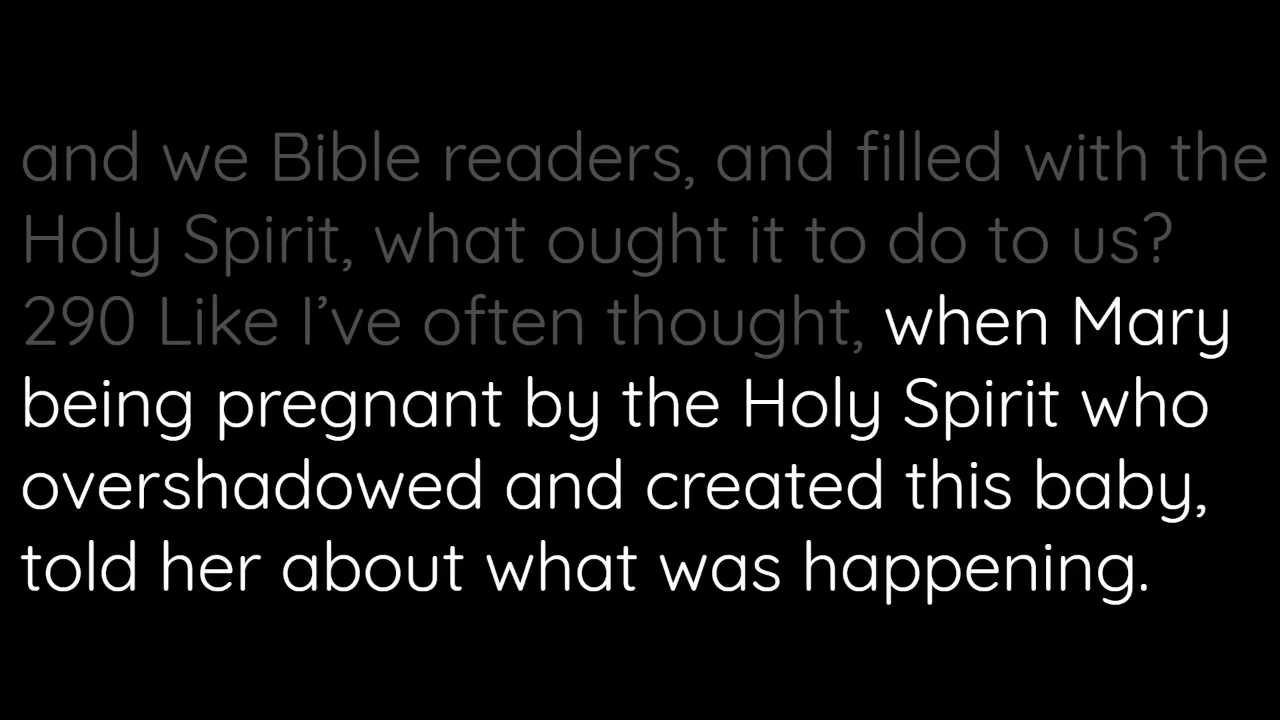 and we Bible readers, and filled with the
Holy Spirit, what ought it to do to us?
290 Like I’ve often thought, when Mary
being pregnant by the Holy Spirit who
overshadowed and created this baby,
told her about what was happening.